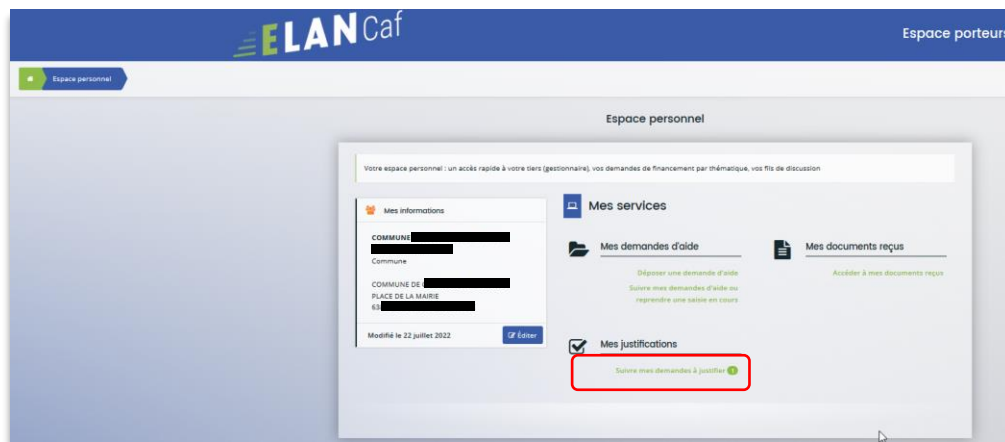 ELAN Caf
Espace porteurs
Espace personnel
Espace personnel
Votre espace personnel : un accès rapide à votre tiers (gestionnaire), vos demandes de financement par thématique, vos fils de discussion
Mes informations
COMMUNE
Commune
COMMUNE DE
PLACE DE LA MAIRIE
63
Modifié le 22 juillet 2022
Éditer
Mes services
Mes demandes d'aide
Déposer une demande d'aide
Suivre mes demandes d'aide ou
reprendre une saisie en cours
Mes documents reçus
Accéder à mes documents reçus
Mes justifications
Suivre mes demandes à justifier 1